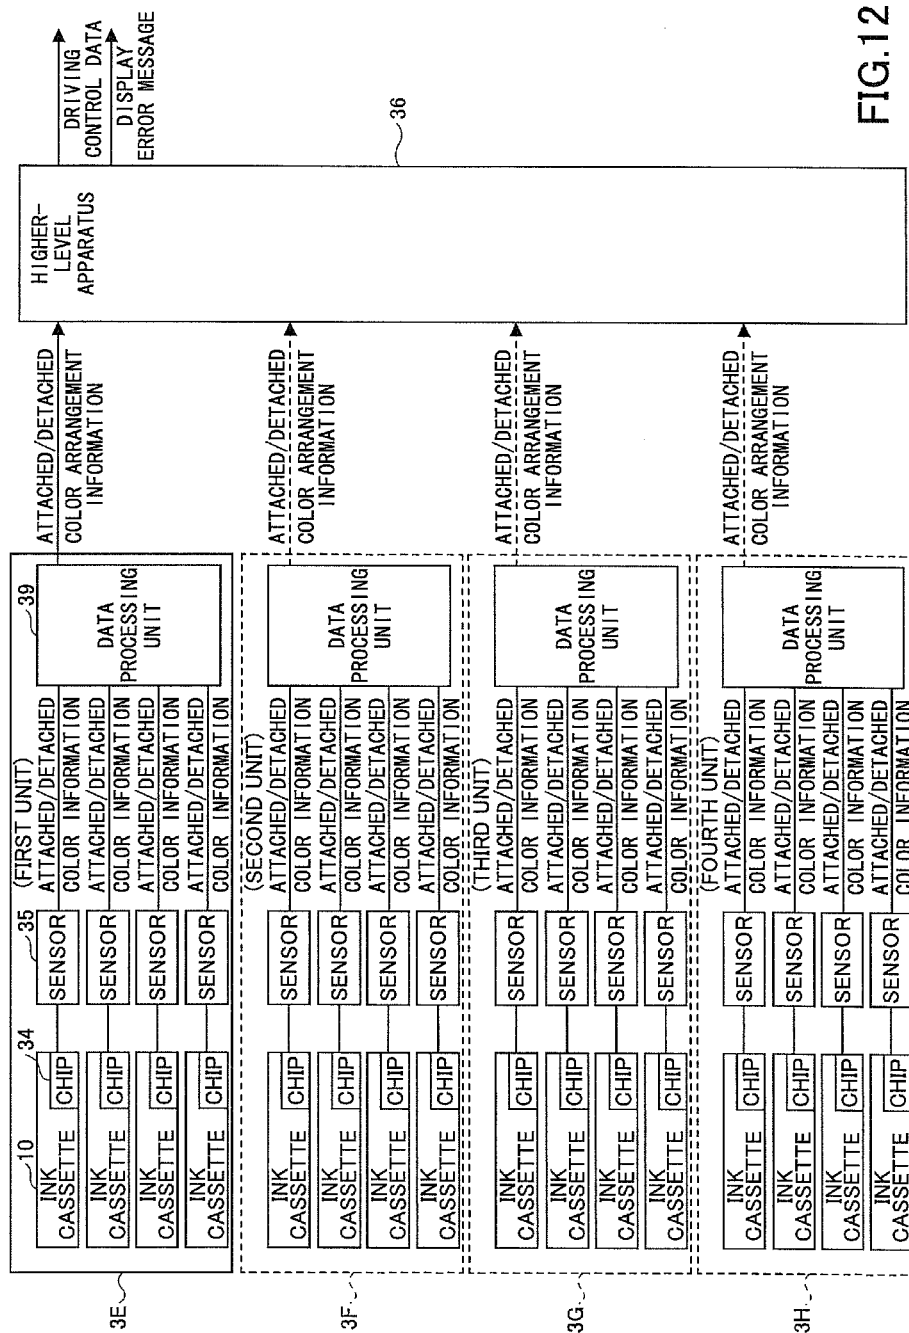 FIG.12
3E
10
34
35
(FIRST UNIT)
39
INK
CASSETTE
CHIP
SENSOR
ATTACHED/DETACHED
COLOR INFORMATION
INK
CASSETTE
CHIP
SENSOR
ATTACHED/DETACHED
COLOR INFORMATION
INK
CASSETTE
CHIP
SENSOR
ATTACHED/DETACHED
COLOR INFORMATION
INK
CASSETTE
CHIP
SENSOR
ATTACHED/DETACHED
COLOR INFORMATION
DATA
PROCESSING
UNIT
ATTACHED/DETACHED
COLOR ARRANGEMENT
INFORMATION
3F
(SECOND UNIT)
INK
CASSETTE
CHIP
SENSOR
ATTACHED/DETACHED
COLOR INFORMATION
INK
CASSETTE
CHIP
SENSOR
ATTACHED/DETACHED
COLOR INFORMATION
INK
CASSETTE
CHIP
SENSOR
ATTACHED/DETACHED
COLOR INFORMATION
INK
CASSETTE
CHIP
SENSOR
ATTACHED/DETACHED
COLOR INFORMATION
DATA
PROCESSING
UNIT
ATTACHED/DETACHED
COLOR ARRANGEMENT
INFORMATION
3G
(THIRD UNIT)
INK
CASSETTE
CHIP
SENSOR
ATTACHED/DETACHED
COLOR INFORMATION
INK
CASSETTE
CHIP
SENSOR
ATTACHED/DETACHED
COLOR INFORMATION
INK
CASSETTE
CHIP
SENSOR
ATTACHED/DETACHED
COLOR INFORMATION
INK
CASSETTE
CHIP
SENSOR
ATTACHED/DETACHED
COLOR INFORMATION
DATA
PROCESSING
UNIT
ATTACHED/DETACHED
COLOR ARRANGEMENT
INFORMATION
3H
(FOURTH UNIT)
INK
CASSETTE
CHIP
SENSOR
ATTACHED/DETACHED
COLOR INFORMATION
INK
CASSETTE
CHIP
SENSOR
ATTACHED/DETACHED
COLOR INFORMATION
INK
CASSETTE
CHIP
SENSOR
ATTACHED/DETACHED
COLOR INFORMATION
INK
CASSETTE
CHIP
SENSOR
ATTACHED/DETACHED
COLOR INFORMATION
DATA
PROCESSING
UNIT
ATTACHED/DETACHED
COLOR ARRANGEMENT
INFORMATION
HIGHER-
LEVEL
APPARATUS
36
DRIVING
CONTROL DATA
DISPLAY
ERROR MESSAGE